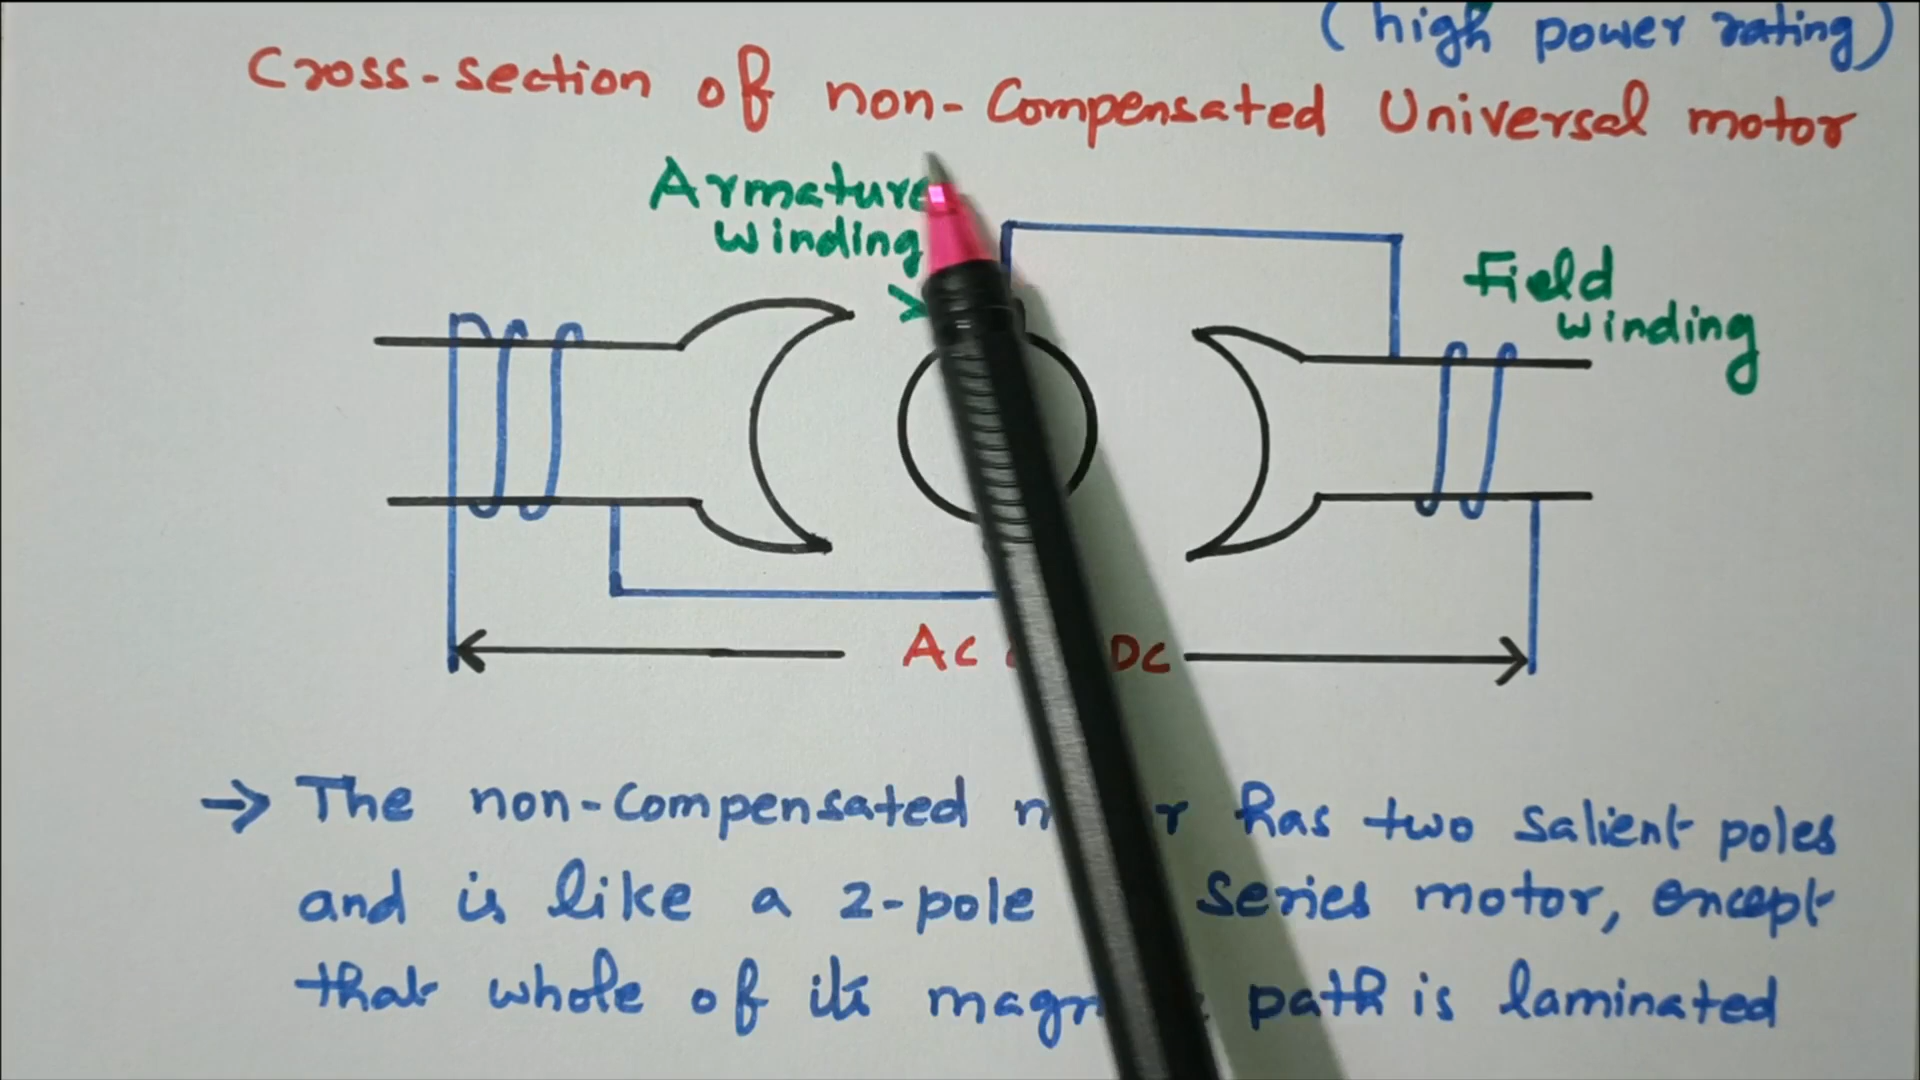 (high power rating)
Cross-section of non-Compensated Universal motor
Armature
winding
Field
winding
AC DC
→ The non-Compensated has two salient poles
and is like a 2-pole series motor, except
that whole of its path is laminated